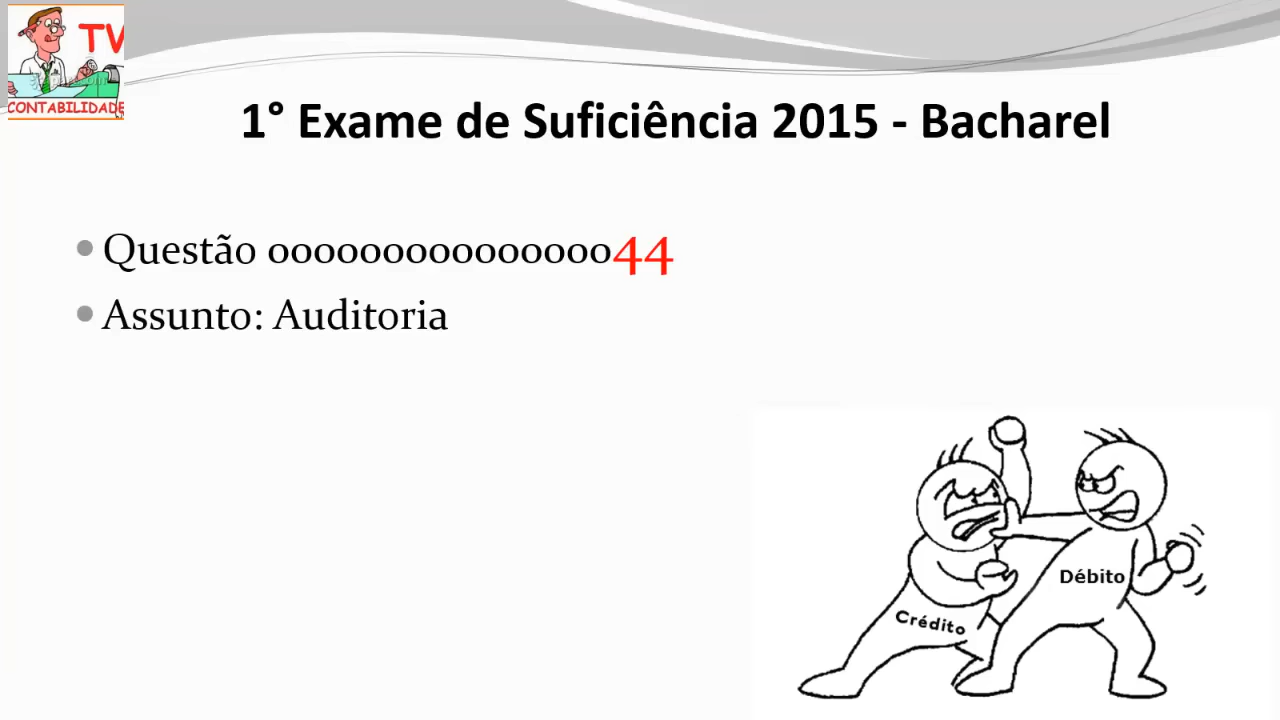 TV
CONTABILIDADE
1° Exame de Suficiência 2015 - Bacharel
Questão ooooooooooooooo44
Assunto: Auditoria
Débito
Crédito